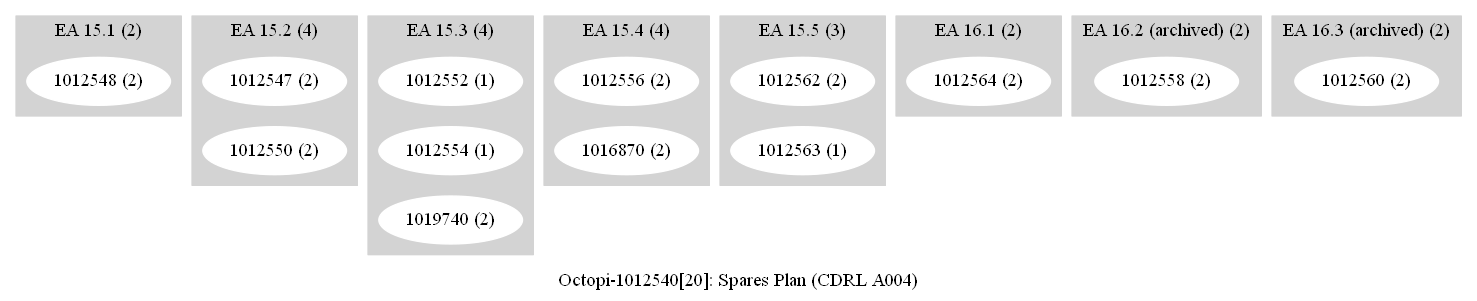 EA 15.1 (2)
1012548 (2)
EA 15.2 (4)
1012547 (2)
1012550 (2)
EA 15.3 (4)
1012552 (1)
1012554 (1)
1019740 (2)
EA 15.4 (4)
1012556 (2)
1016870 (2)
EA 15.5 (3)
1012562 (2)
1012563 (1)
EA 16.1 (2)
1012564 (2)
EA 16.2 (archived) (2)
1012558 (2)
EA 16.3 (archived) (2)
1012560 (2)
Octopi-1012540[20]: Spares Plan (CDRL A004)